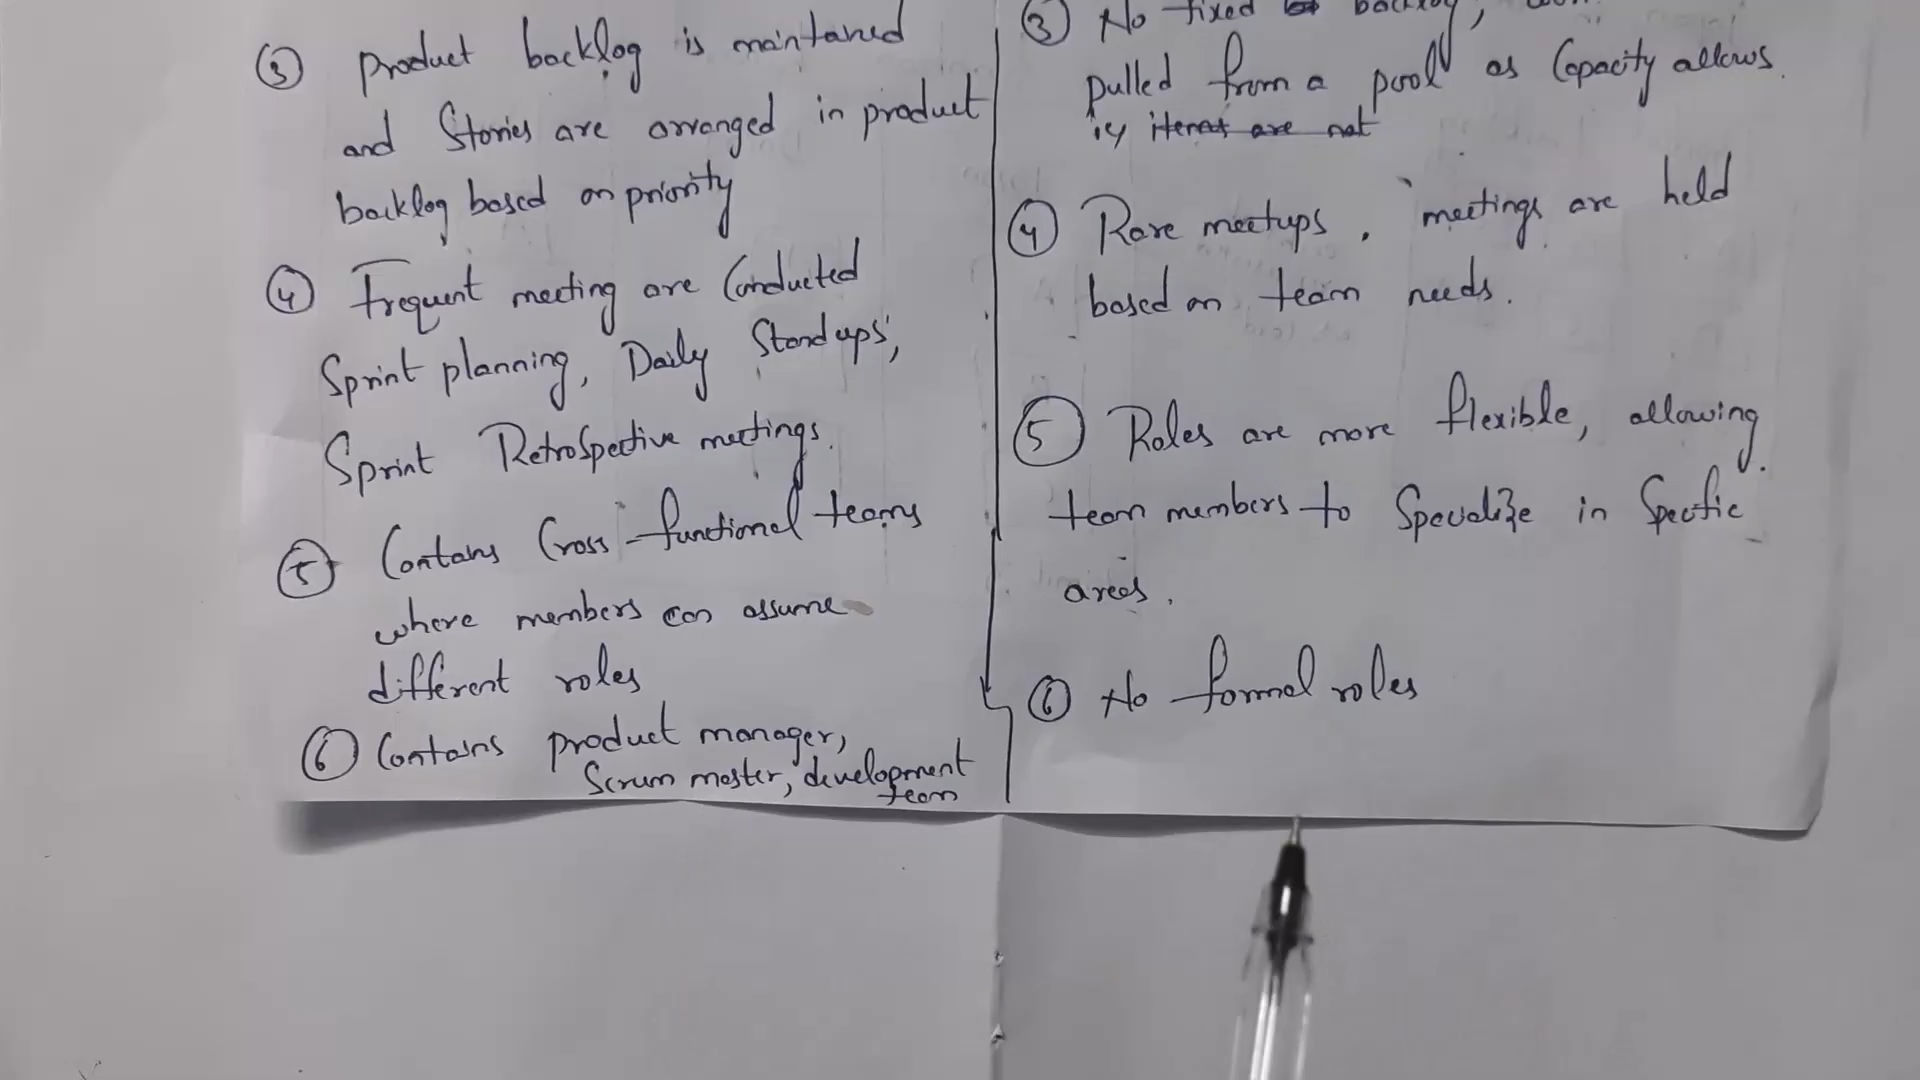 ③ product backlog is maintained
and Stories are arranged in product
backlog based on priority
④ Frequent meeting are Conducted
Sprint planning, Daily Standups,
Sprint Retrospective meetings.
⑤ Contains Cross-functional teams
where members can assume
different roles
⑥ Contains product manager,
Scrum master, development
team
③ No fixed backlog,
pulled from a pool as Capacity allows.
items are not
④ Rare meetups. meetings are held
based on team needs.
⑤ Roles are more flexible, allowing
team members to Specialize in Specific
areas.
⑥ No formal roles